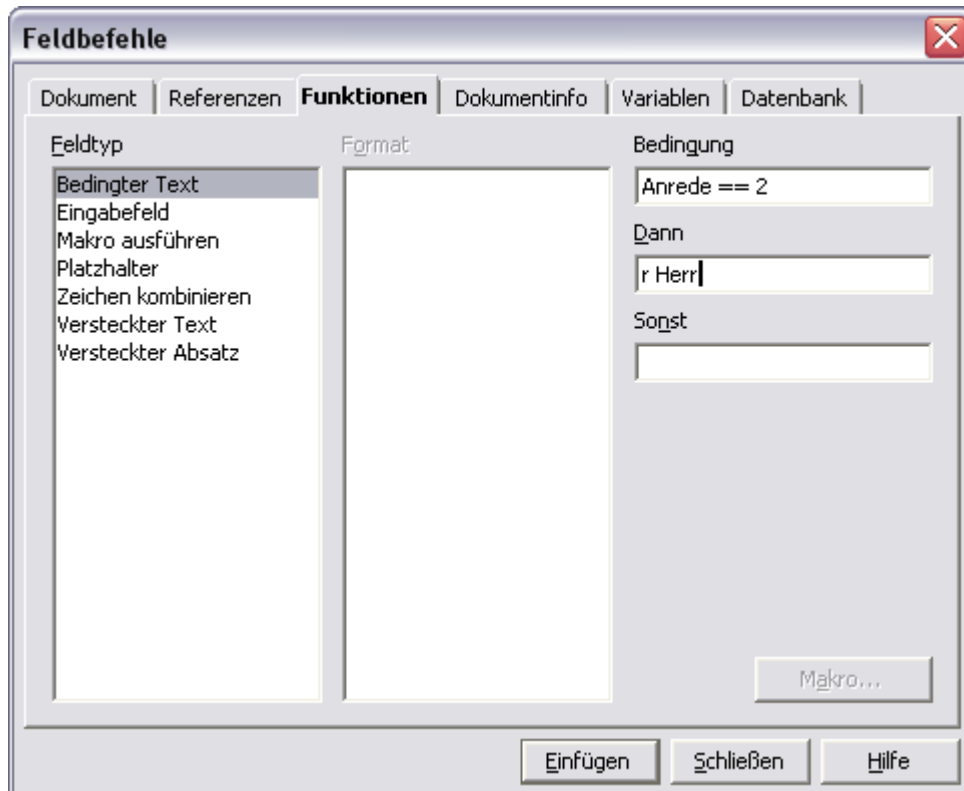 Feldbefehle
Dokument Referenzen Funktionen Dokumentinfo Variablen Datenbank
Feldtyp
Bedingter Text
Eingabefeld
Makro ausführen
Platzhalter
Zeichen kombinieren
Versteckter Text
Versteckter Absatz
Format
Bedingung
Anrede == 2
Dann
r Herr
Sonst
Makro...
Einfügen Schließen Hilfe